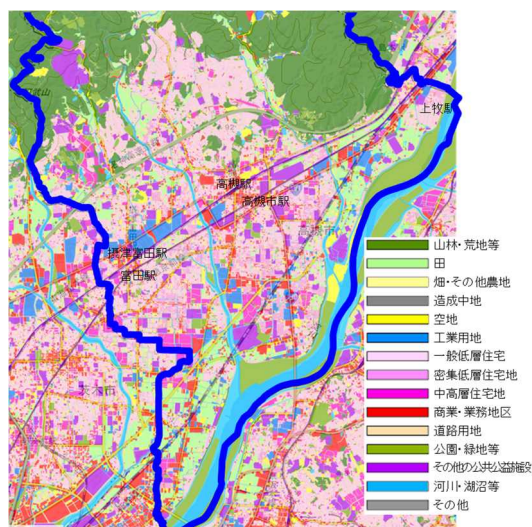 上牧駅
高槻駅
高槻市駅
高槻市
摂津富田駅
富田駅
茨木市
山林・荒地等
田
畑・その他農地
造成中地
空地
工業用地
一般低層住宅
密集低層住宅地
中高層住宅地
商業・業務地区
道路用地
公園・緑地等
その他の公共公益施設
河川・湖沼等
その他